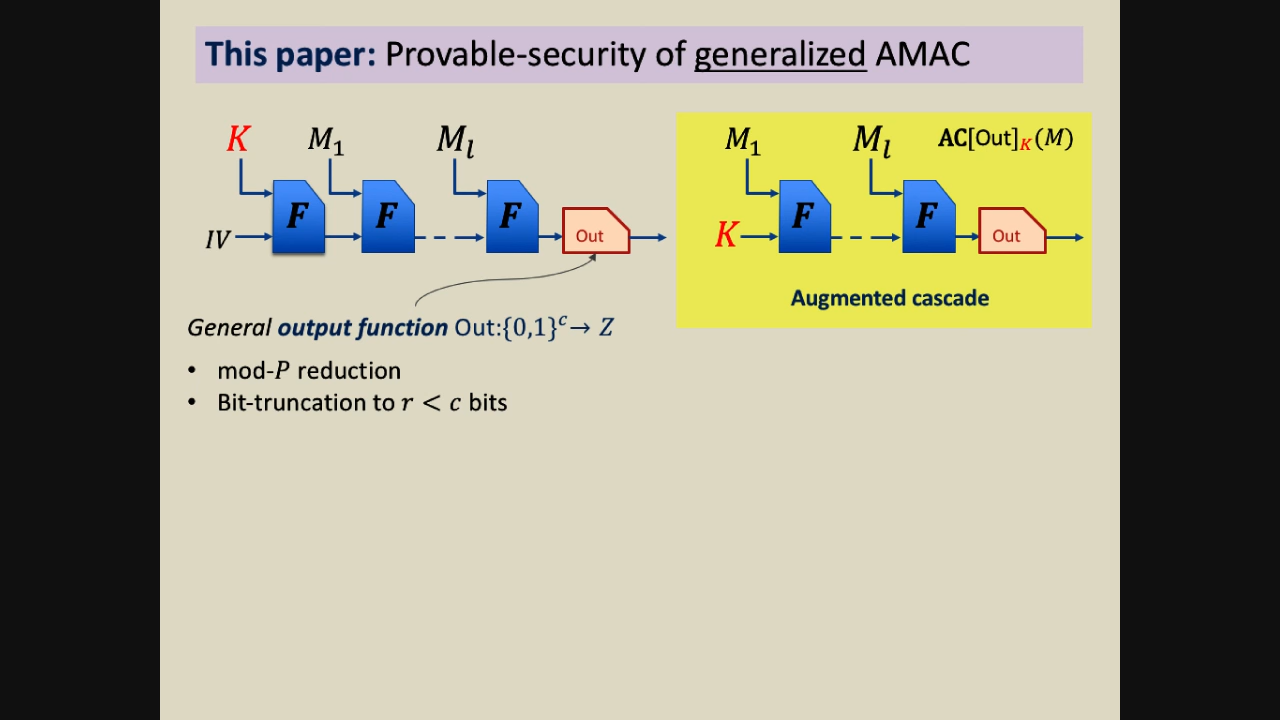 This paper: Provable-security of generalized AMAC
K M₁ Mₗ
F F F
IV
Out
General output function Out:{0,1}ᶜ→ Z
• mod-P reduction
• Bit-truncation to r < c bits
M₁ Mₗ AC[Out]_K(M)
F F
K
Out
Augmented cascade